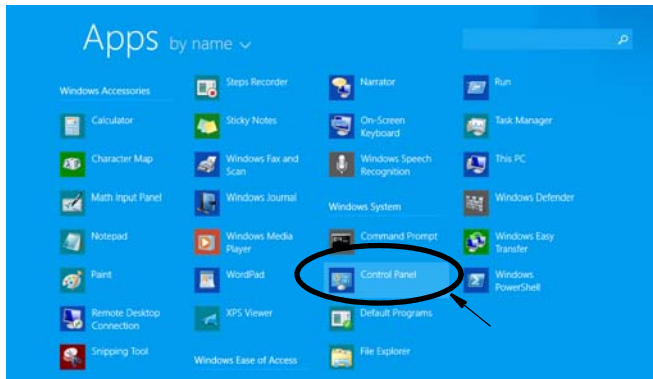 Apps by name
Windows Accessories
Calculator
Character Map
Math Input Panel
Notepad
Paint
Remote Desktop
Connection
Snipping Tool
Steps Recorder
Sticky Notes
Windows Fax and
Scan
Windows Journal
Windows Media
Player
WordPad
XPS Viewer
Windows Ease of Access
Narrator
On-Screen
Keyboard
Windows Speech
Recognition
Windows System
Command Prompt
Control Panel
Default Programs
File Explorer
Run
Task Manager
This PC
Windows Defender
Windows Easy
Transfer
Windows
PowerShell